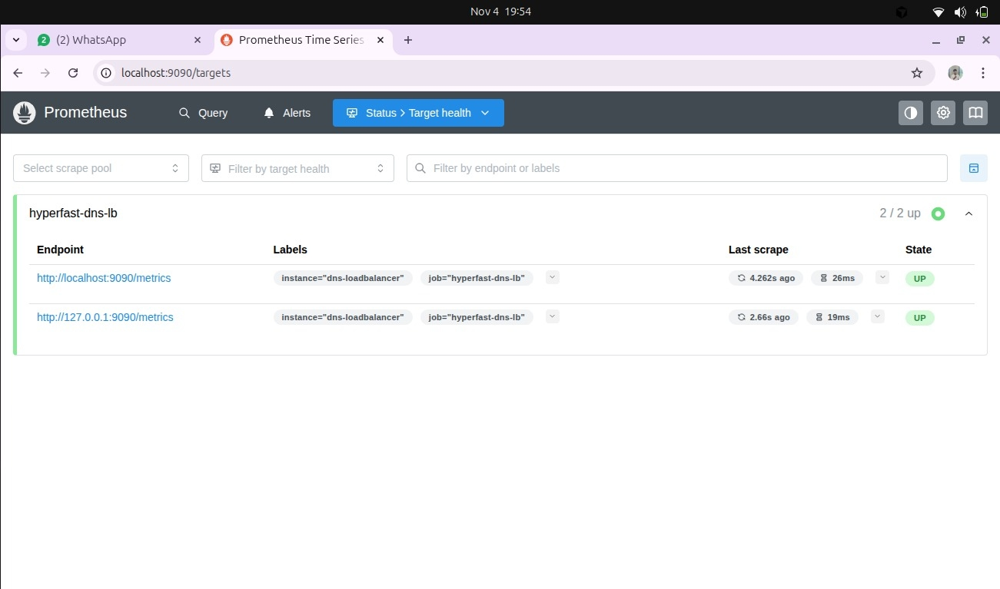 Nov 4 19:54
2 (2) WhatsApp Prometheus Time Series
localhost:9090/targets
Prometheus Query Alerts Status > Target health
Select scrape pool Filter by target health Filter by endpoint or labels
hyperfast-dns-lb 2 / 2 up
Endpoint Labels Last scrape State
http://localhost:9090/metrics instance="dns-loadbalancer" job="hyperfast-dns-lb" 4.262s ago 26ms UP
http://127.0.0.1:9090/metrics instance="dns-loadbalancer" job="hyperfast-dns-lb" 2.66s ago 19ms UP